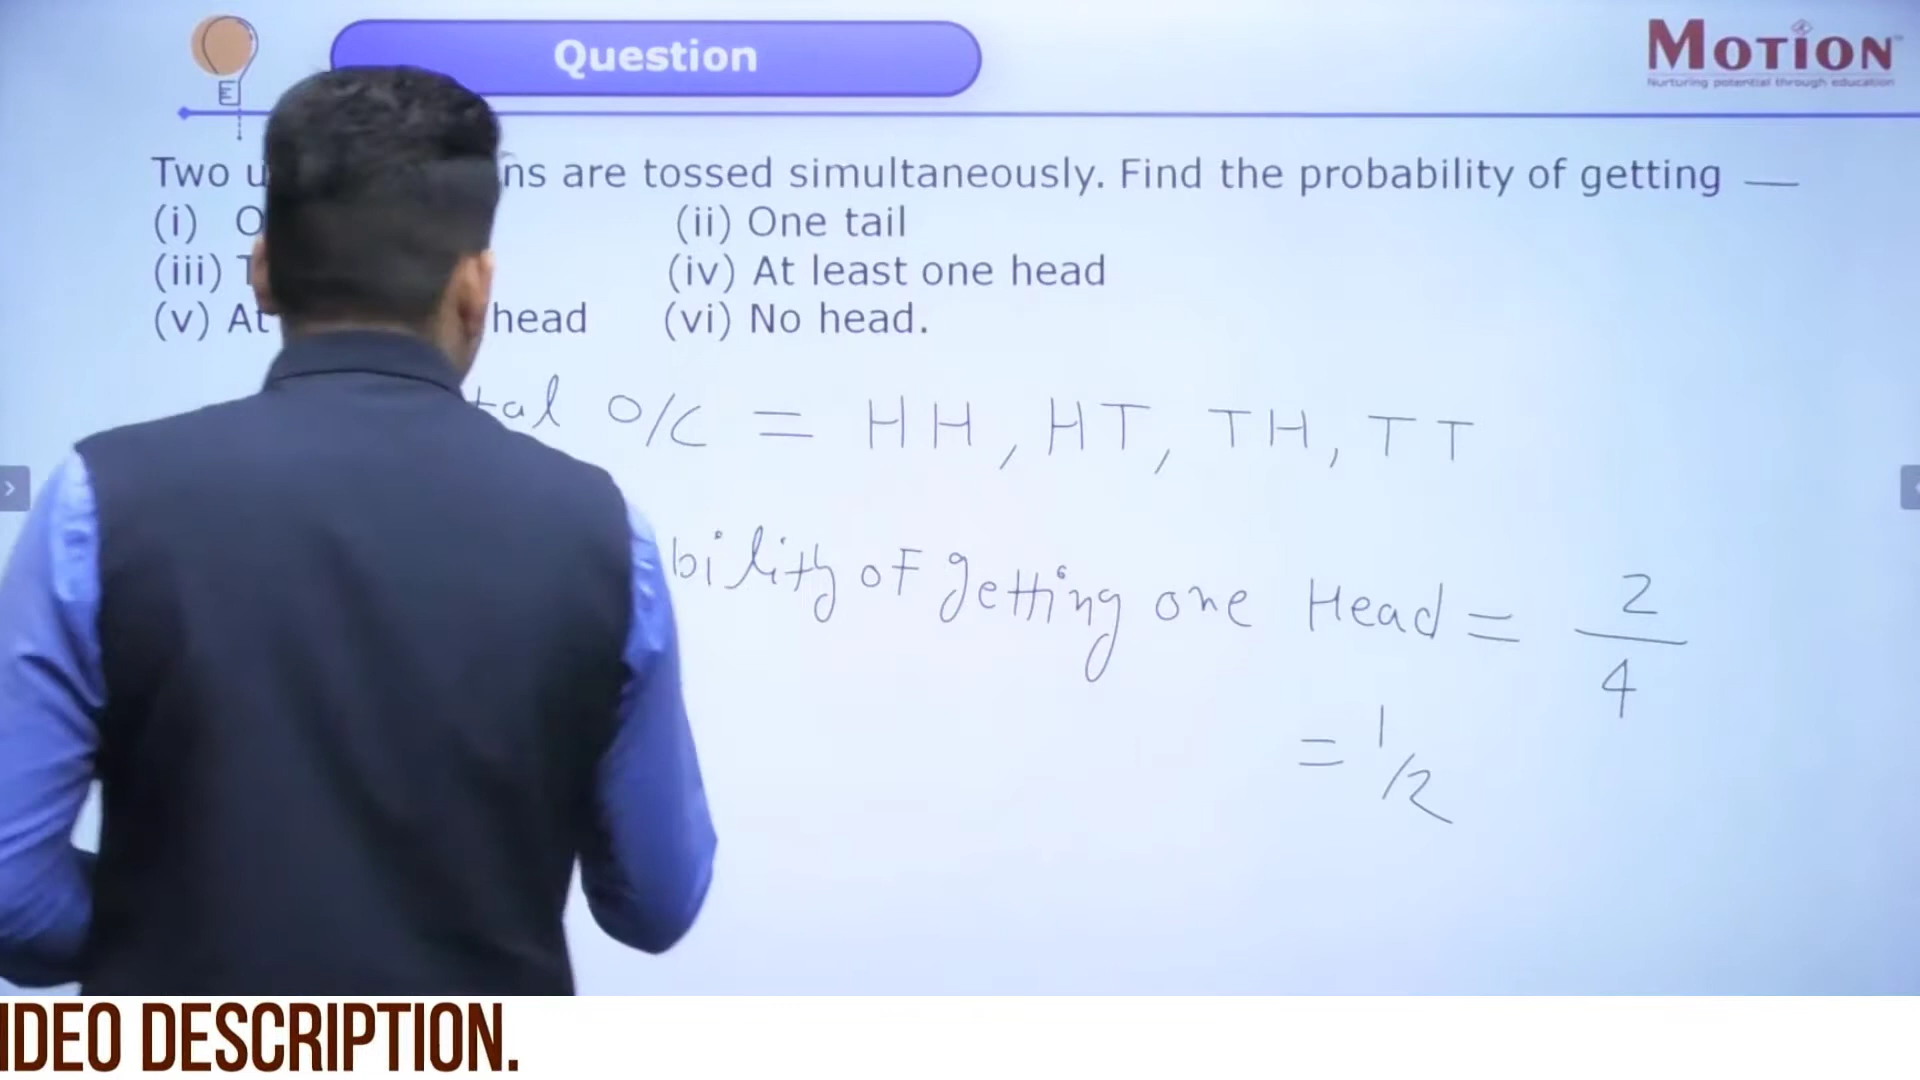 Question
MOTION
Nurturing potential through education
Two ns are tossed simultaneously. Find the probability of getting —
(i) (ii) One tail
(iii) (iv) At least one head
(v) At head (vi) No head.
tal O/C = HH, HT, TH, TT
bility of getting one Head = 2/4
= 1/2
IDEO DESCRIPTION.